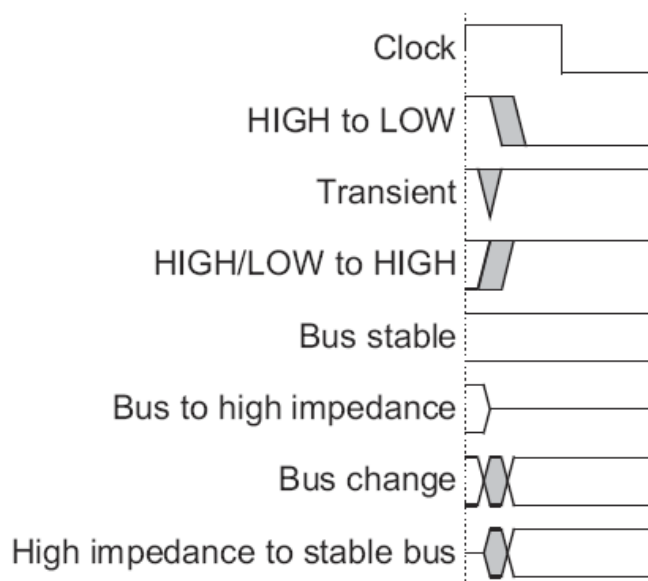 Clock
HIGH to LOW
Transient
HIGH/LOW to HIGH
Bus stable
Bus to high impedance
Bus change
High impedance to stable bus